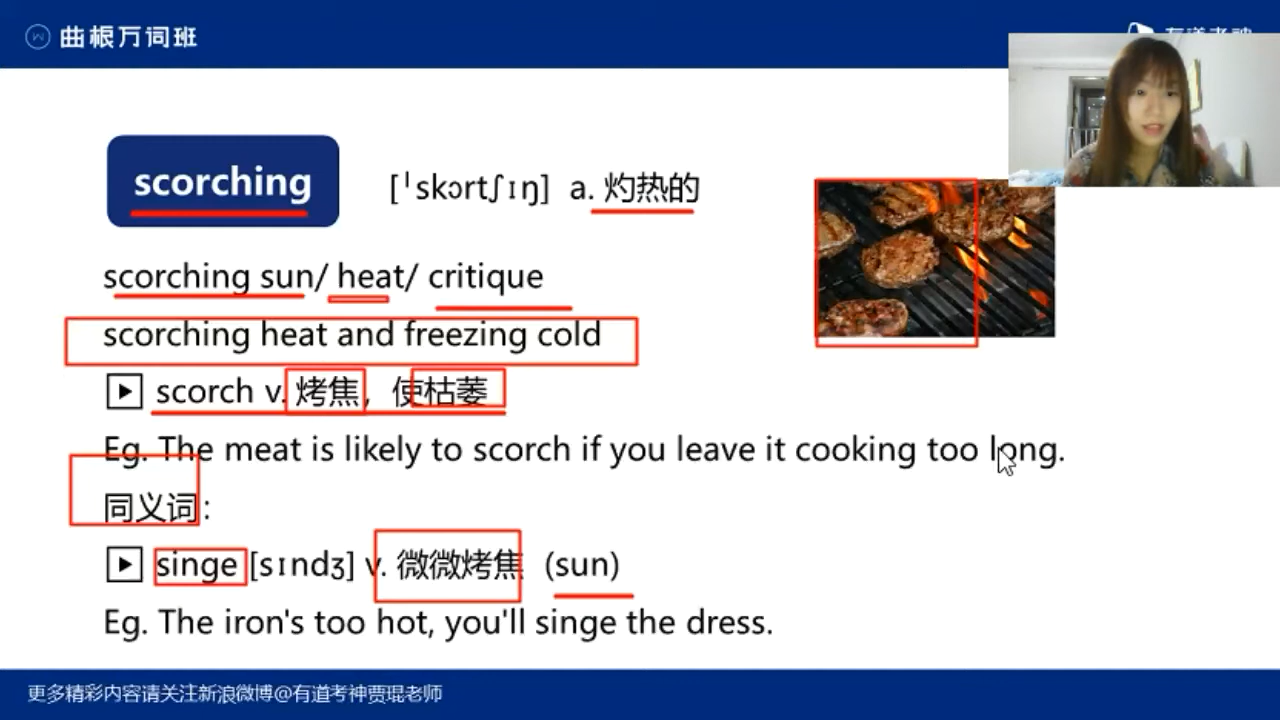 曲根万词班
有道考神
scorching
[ˈskɔrtʃɪŋ] a. 灼热的
scorching sun/ heat/ critique
scorching heat and freezing cold
scorch v. 烤焦，使枯萎
Eg. The meat is likely to scorch if you leave it cooking too long.
同义词：
singe [sɪndʒ] v. 微微烤焦 (sun)
Eg. The iron's too hot, you'll singe the dress.
更多精彩内容请关注新浪微博@有道考神贾琨老师